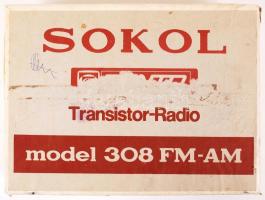 SOKOL
Transistor-Radio
model 308 FM-AM